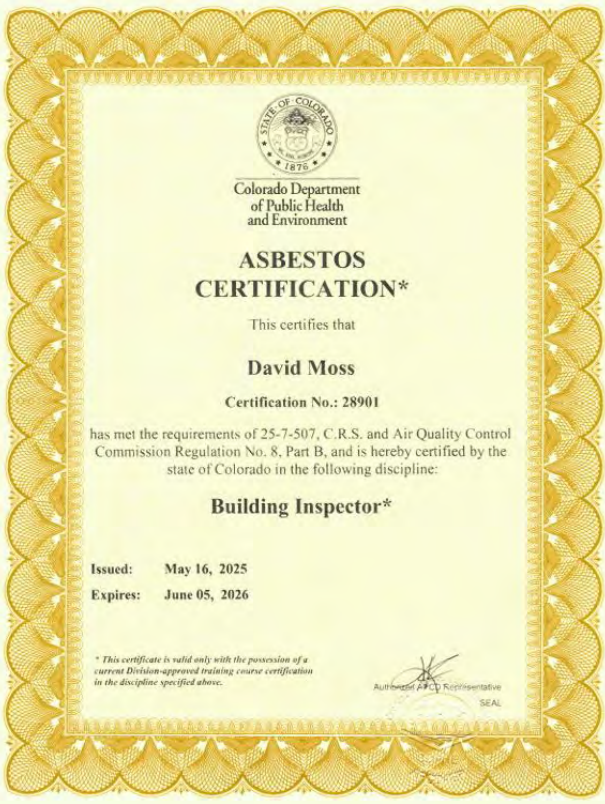 STATE OF COLORADO
1876
Colorado Department
of Public Health
and Environment
ASBESTOS
CERTIFICATION*
This certifies that
David Moss
Certification No.: 28901
has met the requirements of 25-7-507, C.R.S. and Air Quality Control
Commission Regulation No. 8, Part B, and is hereby certified by the
state of Colorado in the following discipline:
Building Inspector*
Issued: May 16, 2025
Expires: June 05, 2026
* This certificate is valid only with the possession of a
current Division-approved training course certification
in the discipline specified above.
Authorized APCD Representative
SEAL